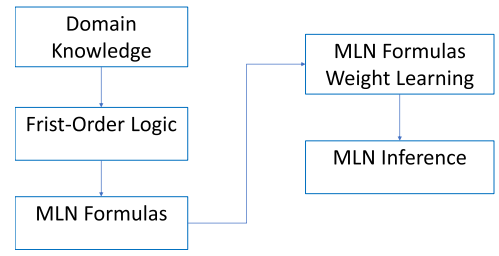 Domain
Knowledge
Frist-Order Logic
MLN Formulas
MLN Formulas
Weight Learning
MLN Inference